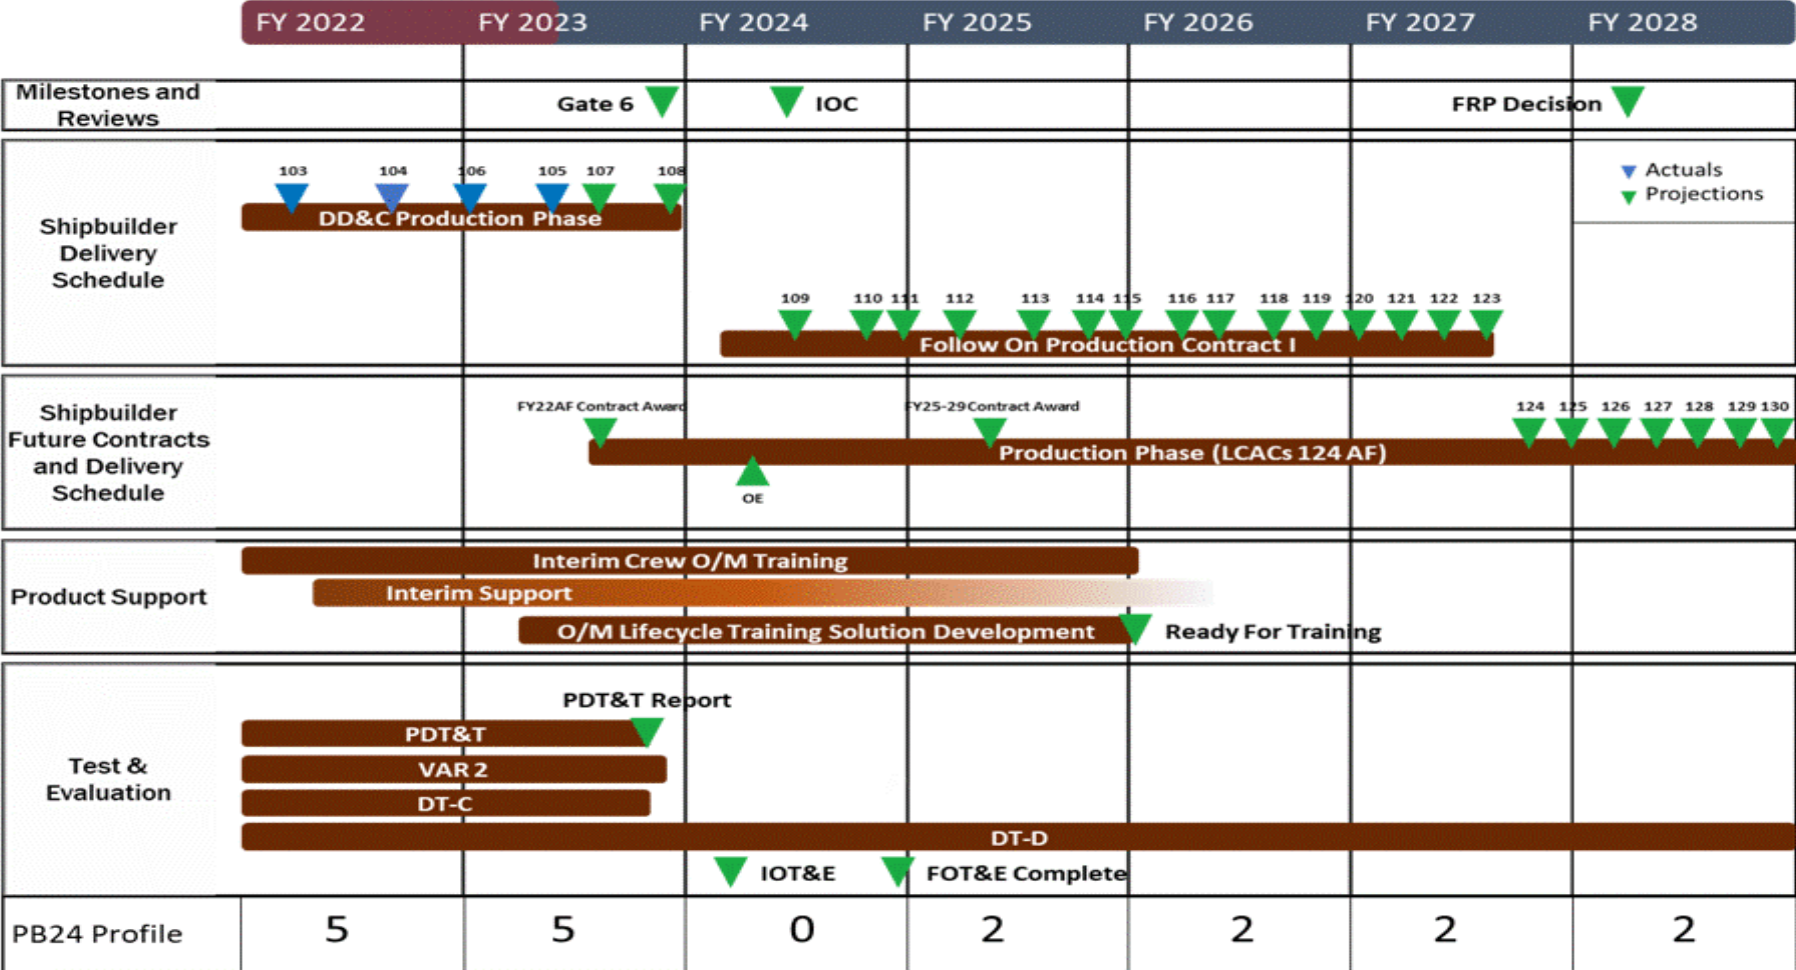 FY 2022 FY 2023 FY 2024 FY 2025 FY 2026 FY 2027 FY 2028
Milestones and
Reviews
Gate 6 IOC FRP Decision
Shipbuilder
Delivery
Schedule
103 104 106 105 107 108
DD&C Production Phase
Actuals
Projections
109 110 111 112 113 114 115 116 117 118 119 120 121 122 123
Follow On Production Contract I
Shipbuilder
Future Contracts
and Delivery
Schedule
FY22AF Contract Award FY25-29 Contract Award 124 125 126 127 128 129 130
Production Phase (LCACs 124 AF)
OE
Product Support
Interim Crew O/M Training
Interim Support
O/M Lifecycle Training Solution Development Ready For Training
Test &
Evaluation
PDT&T Report
PDT&T
VAR 2
DT-C
DT-D
IOT&E FOT&E Complete
PB24 Profile 5 5 0 2 2 2 2